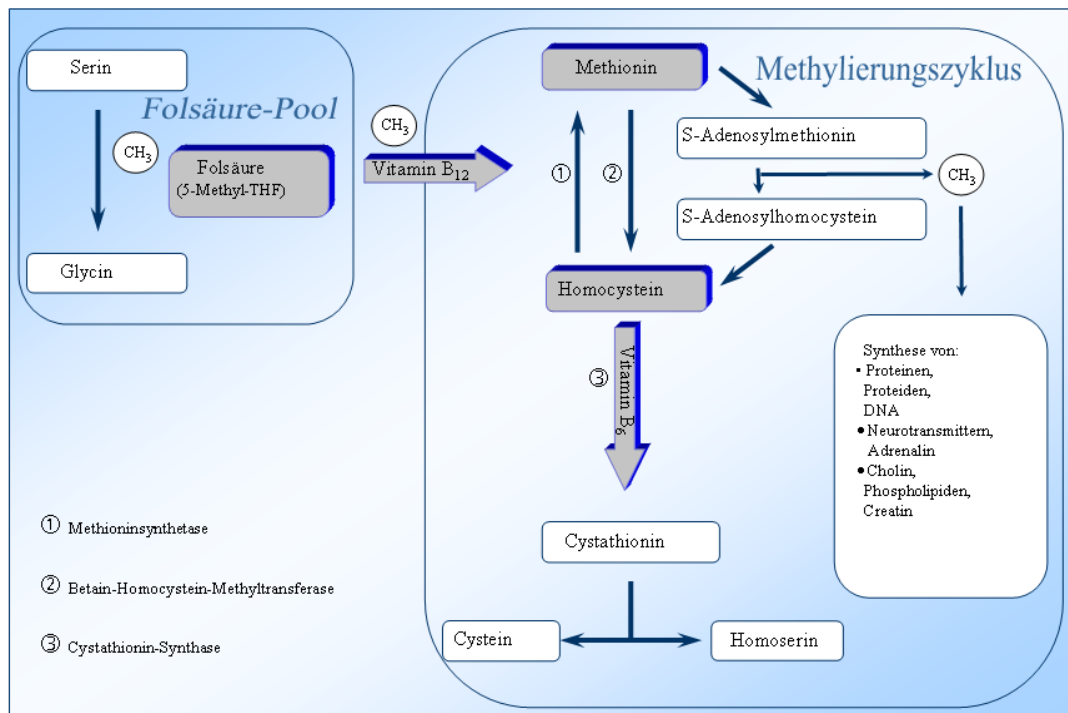 Serin
Folsäure-Pool
CH3
Folsäure
(5-Methyl-THF)
Glycin
CH3
Vitamin B12
Methylierungszyklus
Methionin
S-Adenosylmethionin
①
②
CH3
S-Adenosylhomocystein
Homocystein
③
Vitamin B6
Synthese von:
▪ Proteinen,
Proteiden,
DNA
● Neurotransmittern,
Adrenalin
● Cholin,
Phospholipiden,
Creatin
Cystathionin
Cystein
Homoserin
① Methioninsynthetase
② Betain-Homocystein-Methyltransferase
③ Cystathionin-Synthase